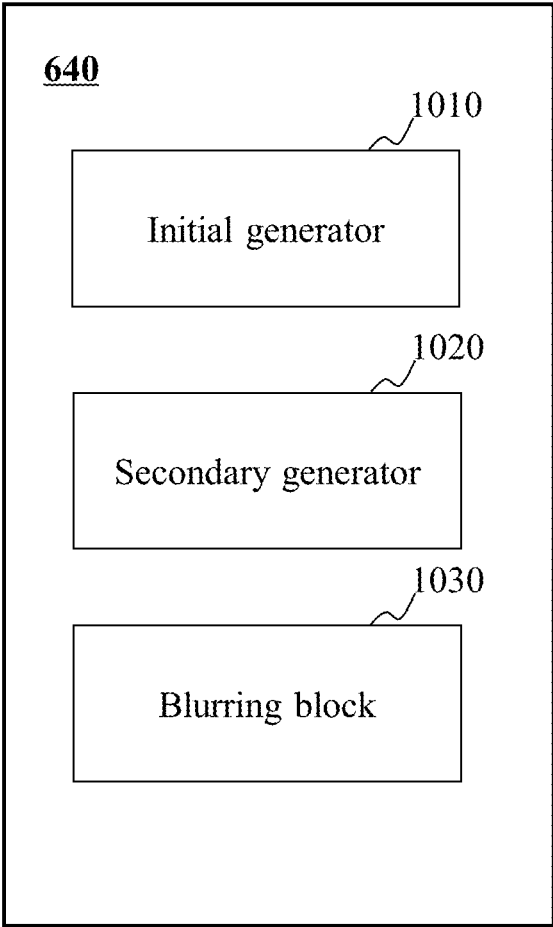 640
1010
Initial generator
1020
Secondary generator
1030
Blurring block